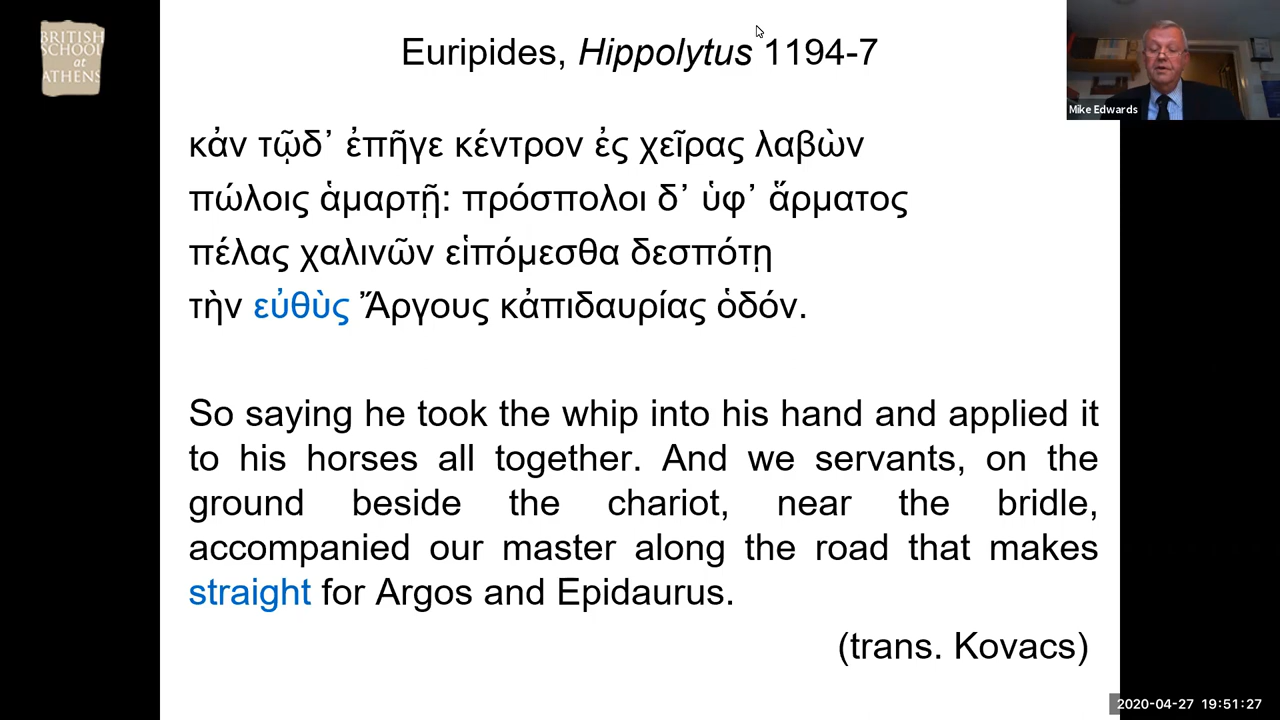 BRITISH
SCHOOL
at
ATHENS
Euripides, Hippolytus 1194-7
Mike Edwards
κἀν τῷδ’ ἐπῆγε κέντρον ἐς χεῖρας λαβὼν
πώλοις ἁμαρτῇ: πρόσπολοι δ’ ὑφ’ ἅρματος
πέλας χαλινῶν εἱπόμεσθα δεσπότῃ
τὴν εὐθὺς Ἄργους κἀπιδαυρίας ὁδόν.
So saying he took the whip into his hand and applied it
to his horses all together. And we servants, on the
ground beside the chariot, near the bridle,
accompanied our master along the road that makes
straight for Argos and Epidaurus.
(trans. Kovacs)
2020-04-27 19:51:27